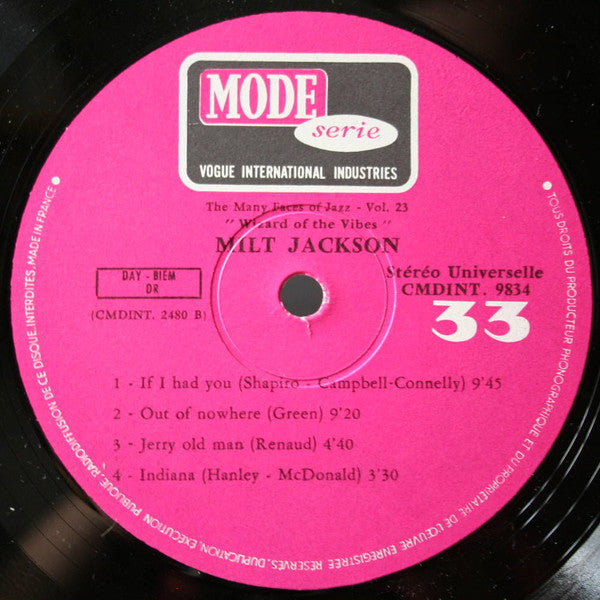 MODE
serie
VOGUE INTERNATIONAL INDUSTRIES
The Many Faces of Jazz - Vol. 23
" Wizard of the Vibes "
MILT JACKSON
DAY - BIEM
DR
(CMDINT. 2480 B)
Stéréo Universelle
CMDINT. 9834
33
1 - If I had you (Shapiro - Campbell-Connelly) 9'45
2 - Out of nowhere (Green) 9'20
3 - Jerry old man (Renaud) 4'40
4 - Indiana (Hanley - McDonald) 3'30
• TOUS DROITS DU PRODUCTEUR PHONOGRAPHIQUE ET DU PROPRIETAIRE DE L'ŒUVRE ENREGISTREE RESERVES. DUPLICATION, EXECUTION PUBLIQUE, RADIODIFFUSION DE CE DISQUE INTERDITES. MADE IN FRANCE •